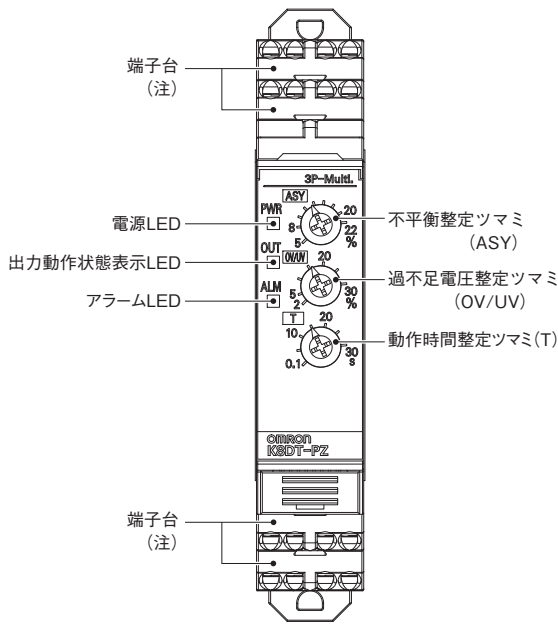 端子台
(注)
3P-Multi.
ASY
PWR
8
5
20
22
%
電源LED
不平衡整定ツマミ
(ASY)
OUT
OV/UV
20
出力動作状態表示LED
過不足電圧整定ツマミ
(OV/UV)
ALM
5
2
30
%
アラームLED
T
20
10
0.1
30
s
動作時間整定ツマミ(T)
OMRON
K8DT-PZ
端子台
(注)